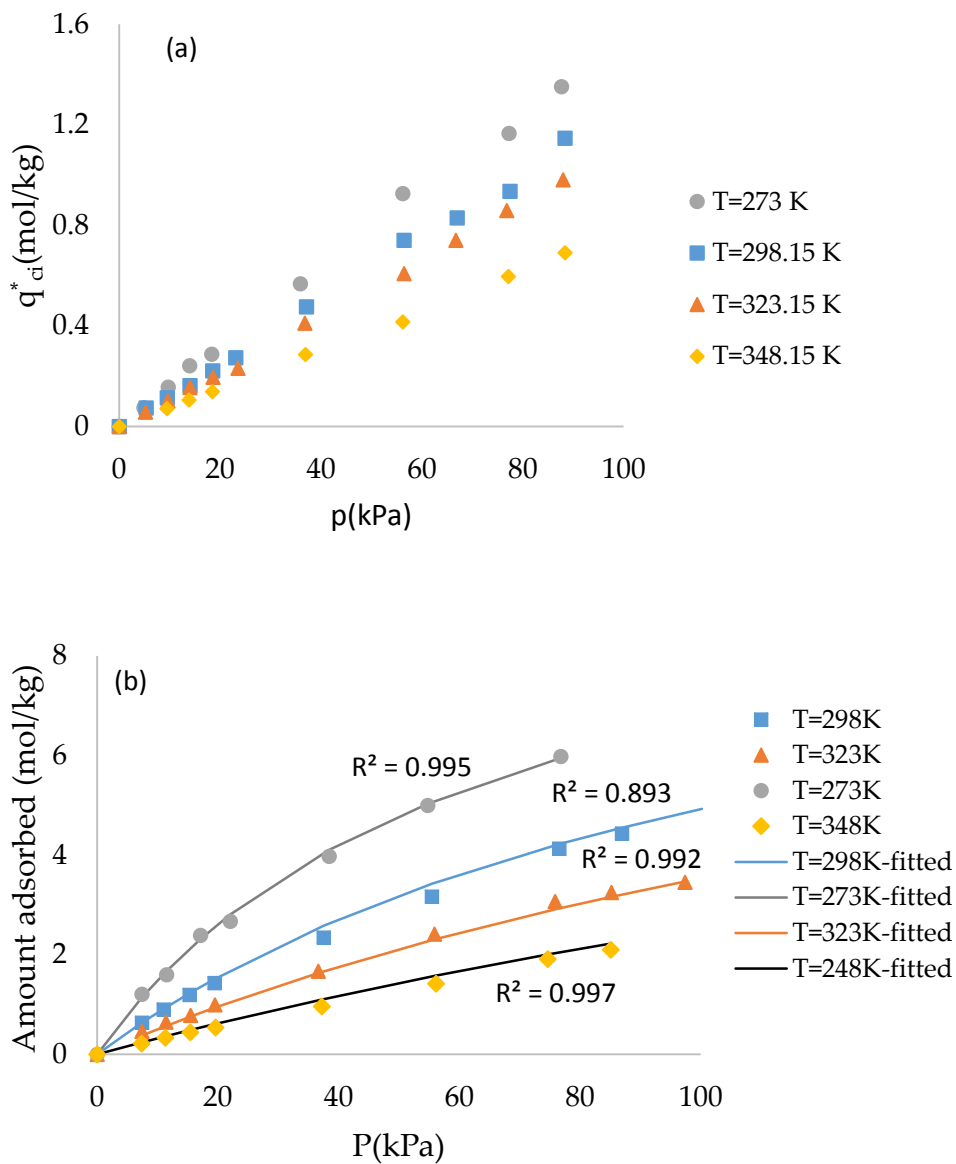 (a)
1.6
1.2
0.8
0.4
0
q*ci(mol/kg)
0 20 40 60 80 100
p(kPa)
T=273 K
T=298.15 K
T=323.15 K
T=348.15 K
(b)
8
6
4
2
0
Amount adsorbed (mol/kg)
R² = 0.995
R² = 0.893
R² = 0.992
R² = 0.997
0 20 40 60 80 100
P(kPa)
T=298K
T=323K
T=273K
T=348K
T=298K-fitted
T=273K-fitted
T=323K-fitted
T=248K-fitted